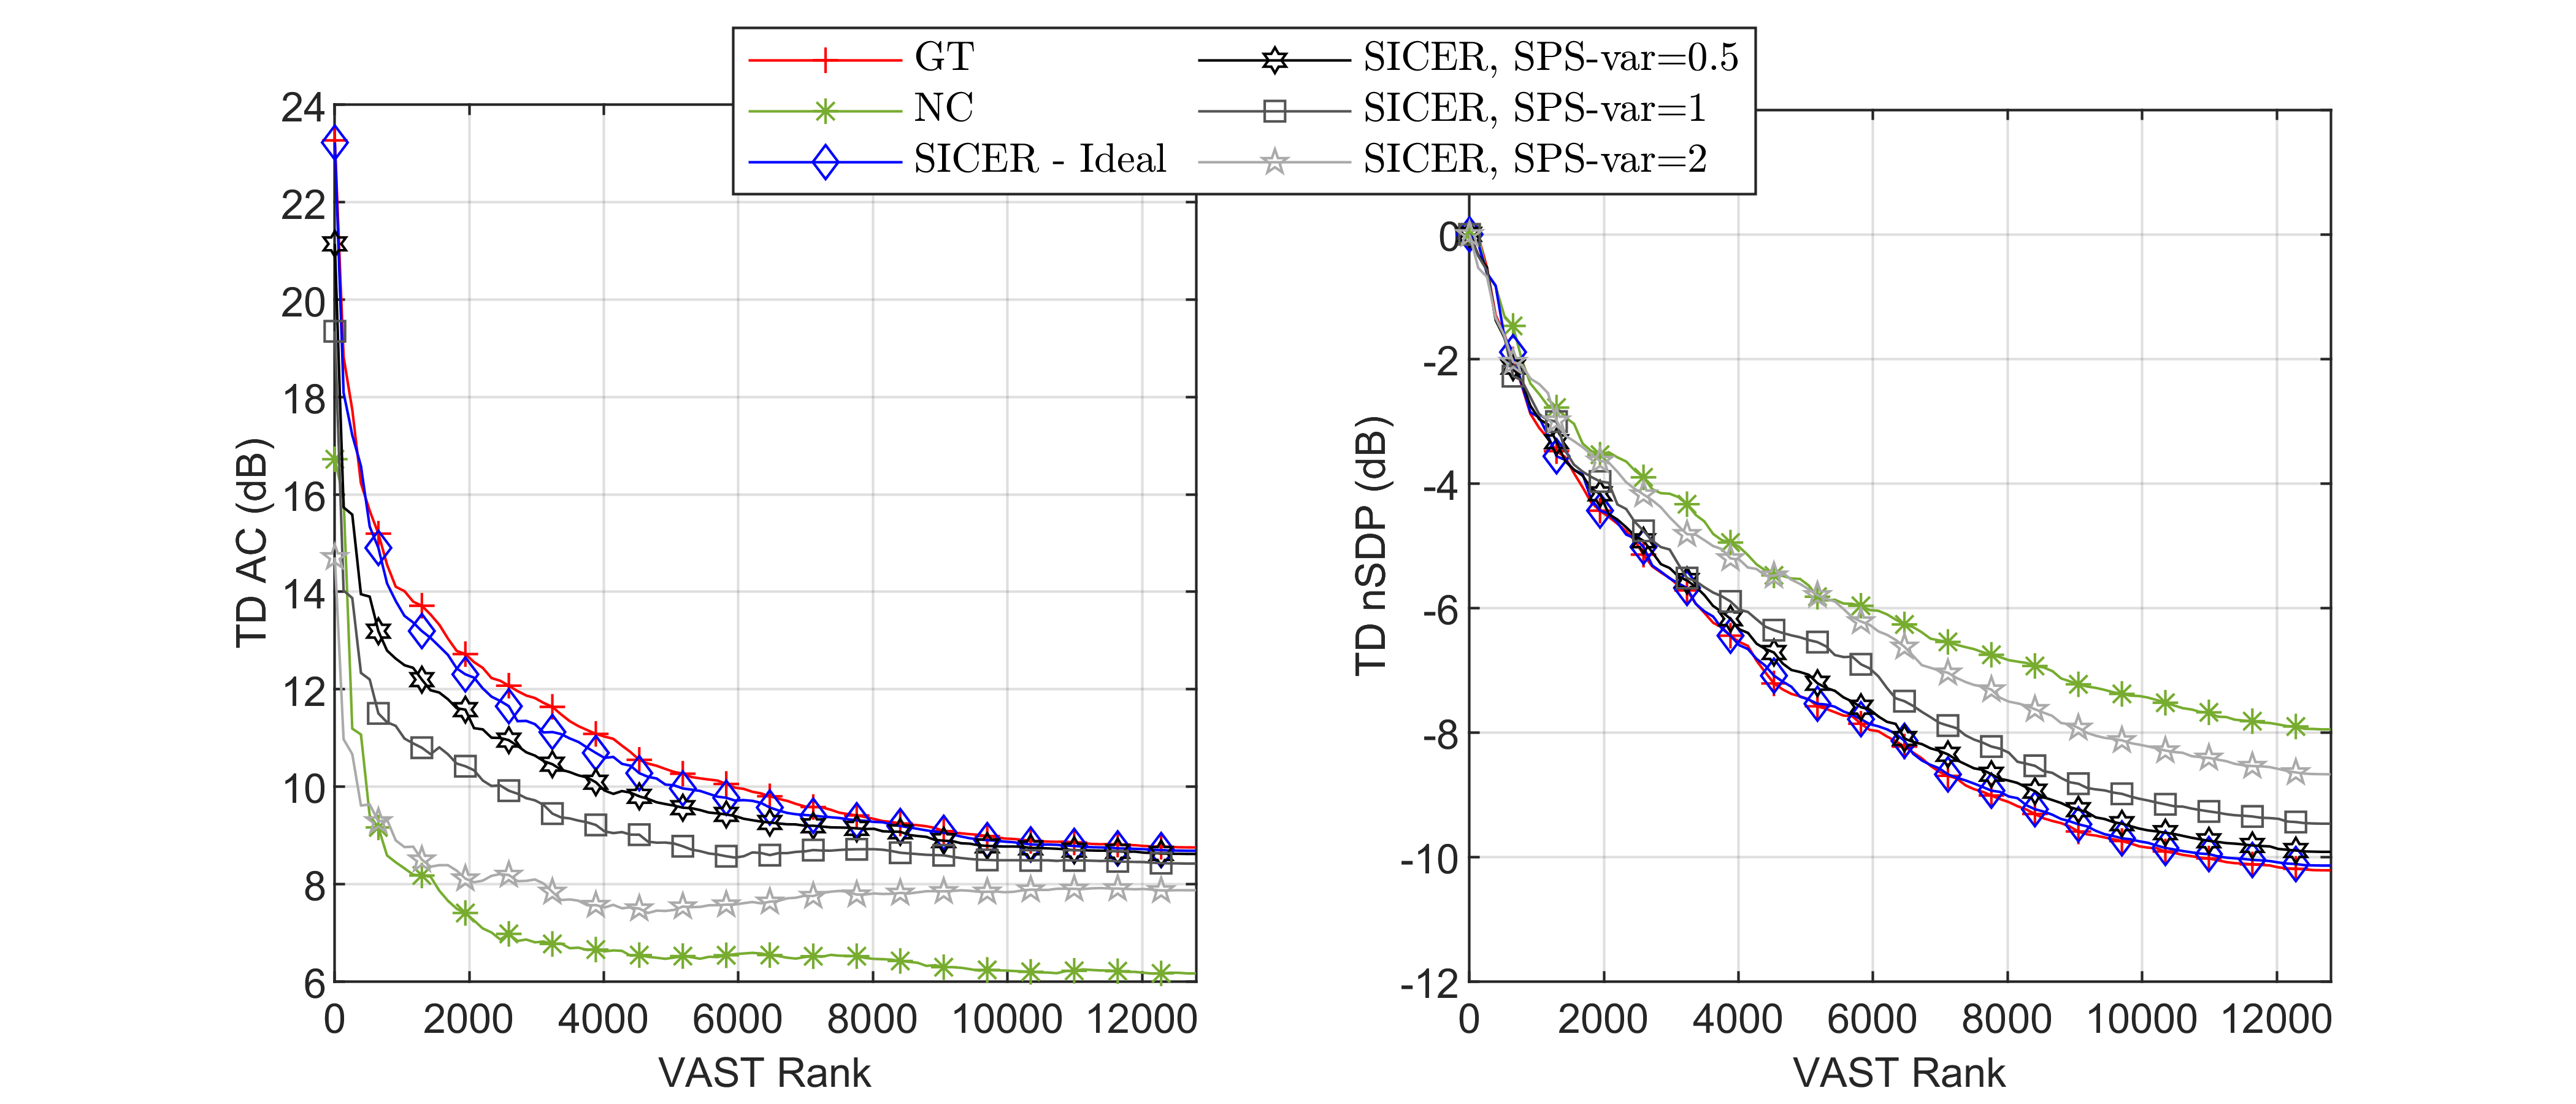 GT
NC
SICER - Ideal
SICER, SPS-var=0.5
SICER, SPS-var=1
SICER, SPS-var=2
TD AC (dB)
24
22
20
18
16
14
12
10
8
6
0 2000 4000 6000 8000 10000 12000
VAST Rank
TD nSDP (dB)
0
-2
-4
-6
-8
-10
-12
0 2000 4000 6000 8000 10000 12000
VAST Rank